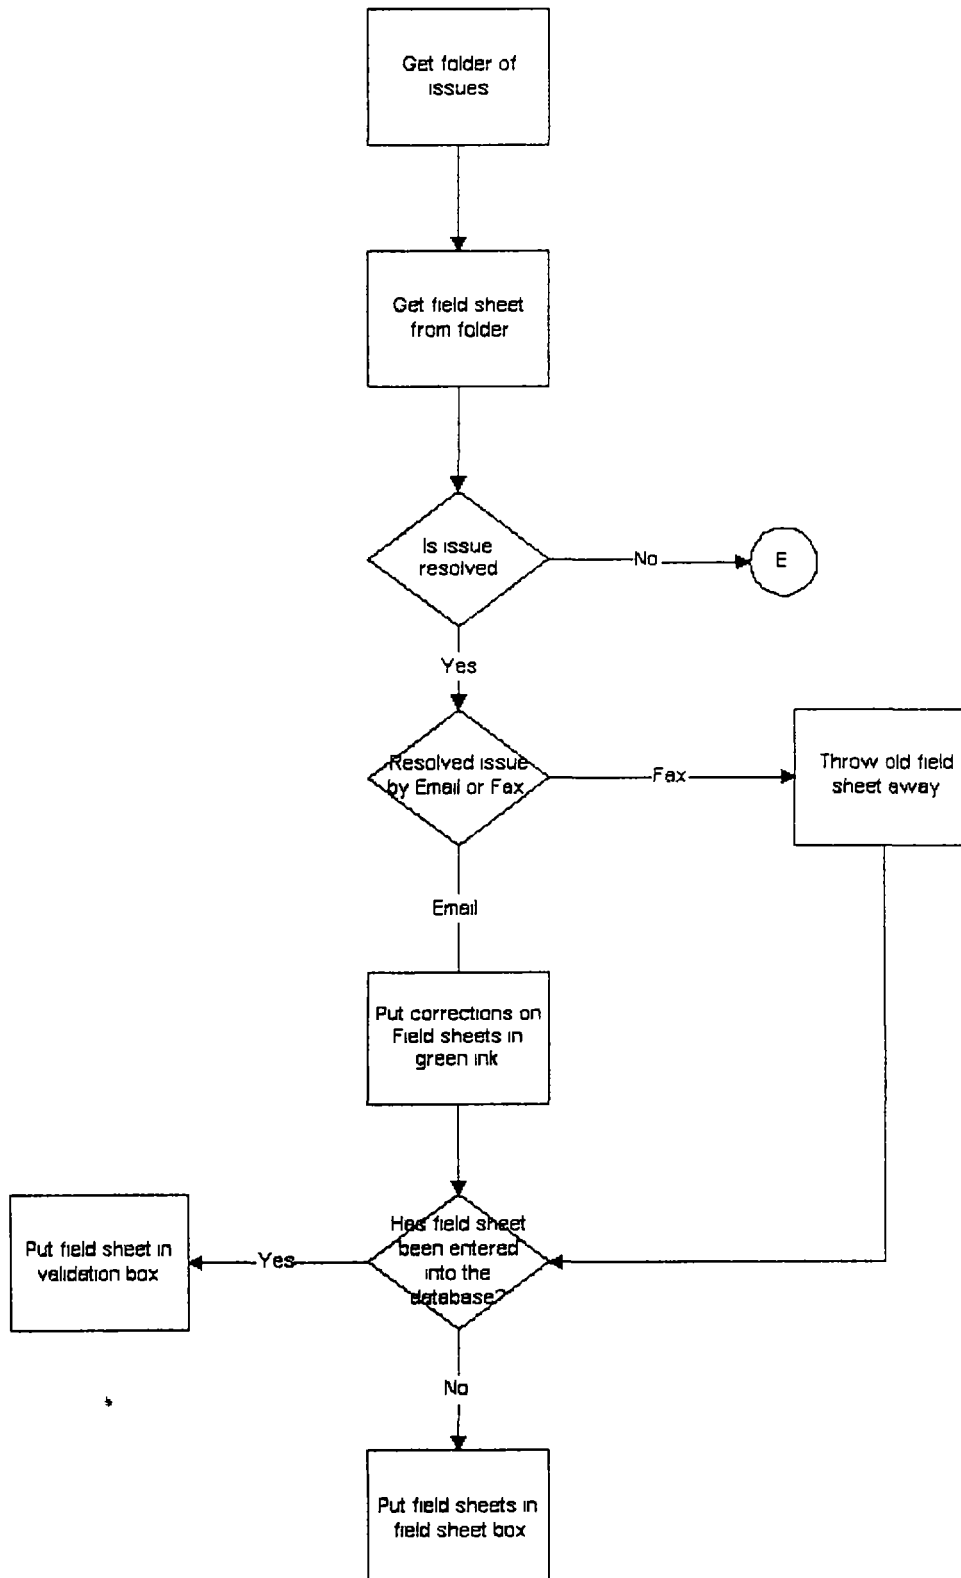 Get folder of
issues
Get field sheet
from folder
Is issue
resolved
No
E
Yes
Resolved issue
by Email or Fax
Fax
Throw old field
sheet away
Email
Put corrections on
Field sheets in
green ink
Has field sheet
been entered
into the
database?
Yes
Put field sheet in
validation box
No
Put field sheets in
field sheet box